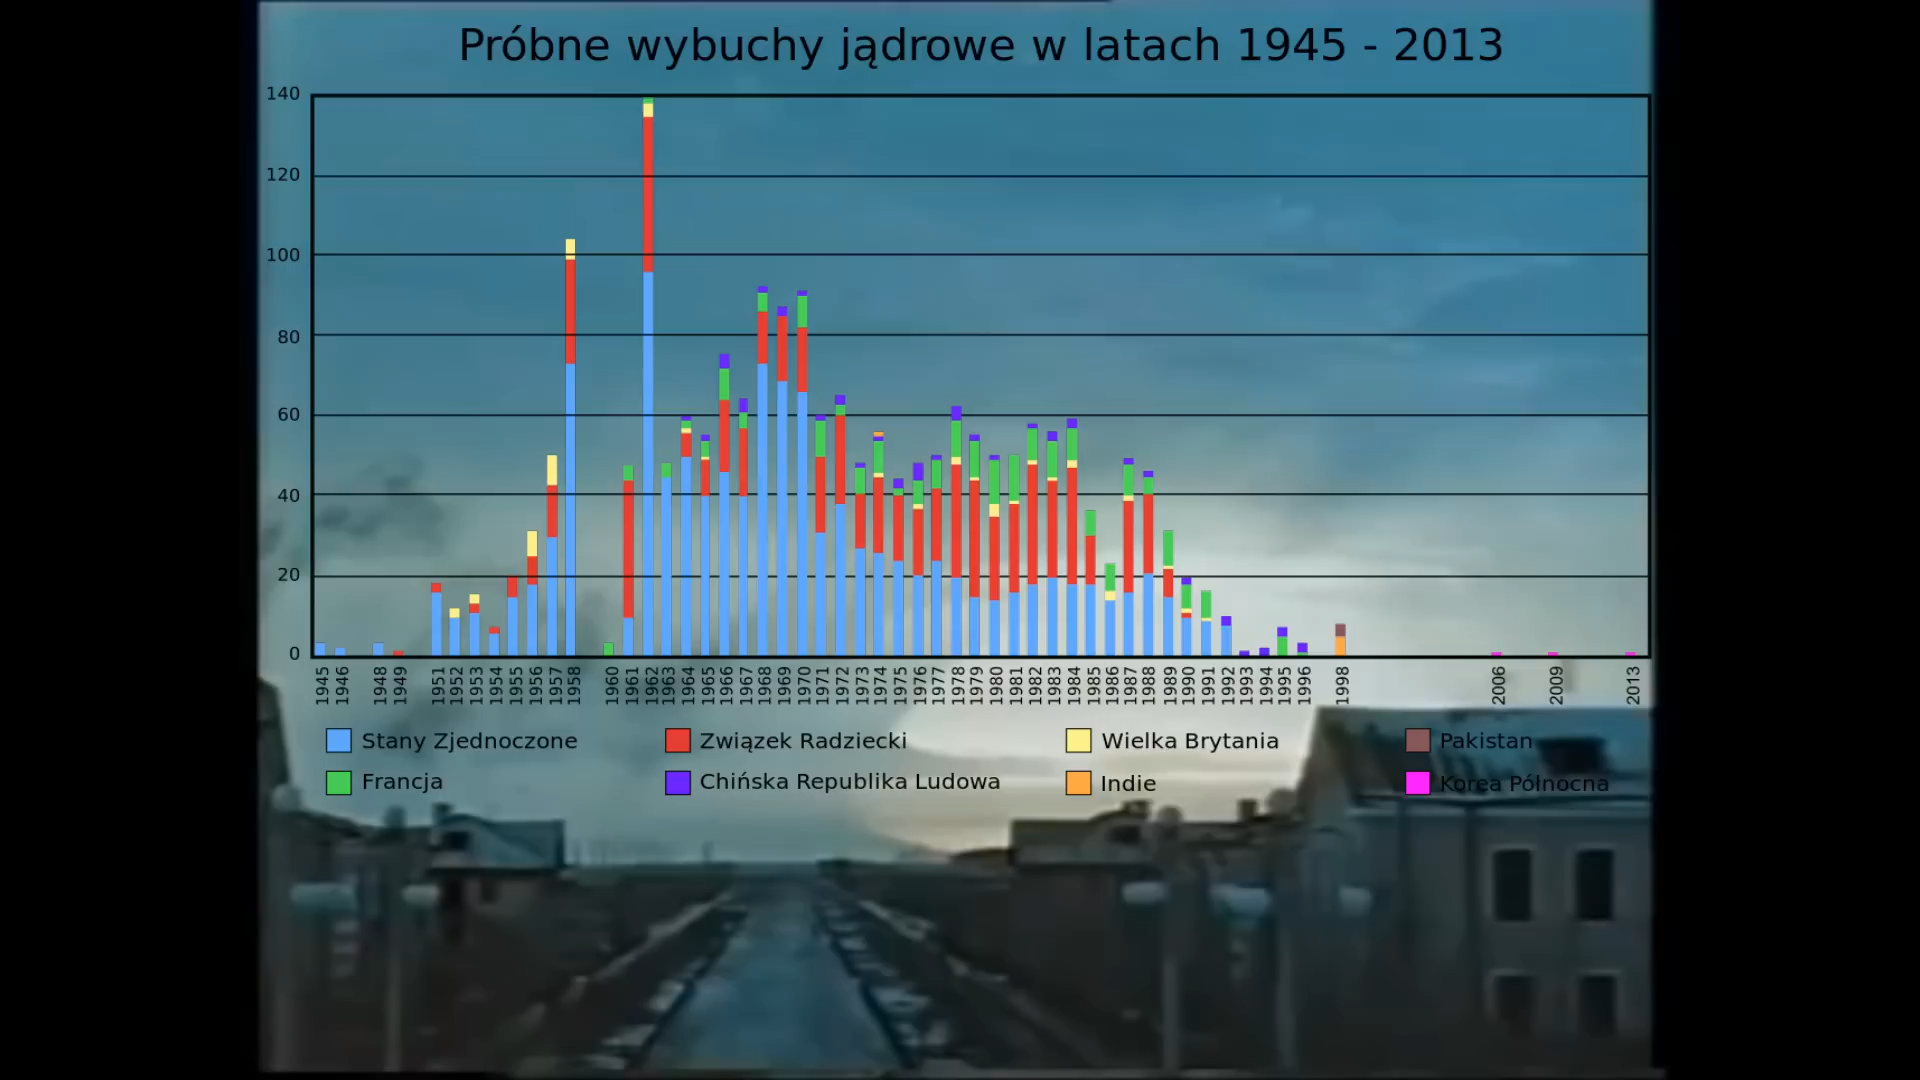 Próbne wybuchy jądrowe w latach 1945 - 2013
140
120
100
80
60
40
20
0
1945 1946 1948 1949 1951 1952 1953 1954 1955 1956 1957 1958 1960 1961 1962 1963 1964 1965 1966 1967 1968 1969 1970 1971 1972 1973 1974 1975 1976 1977 1978 1979 1980 1981 1982 1983 1984 1985 1986 1987 1988 1989 1990 1991 1992 1993 1994 1995 1996 1998 2006 2009 2013
Stany Zjednoczone Związek Radziecki Wielka Brytania Pakistan
Francja Chińska Republika Ludowa Indie Korea Północna